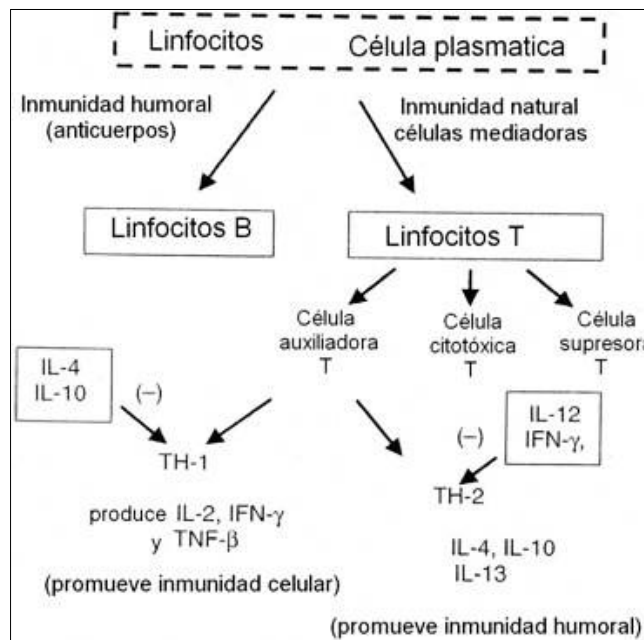 Linfocitos Célula plasmatica
Inmunidad humoral
(anticuerpos)
Inmunidad natural
células mediadoras
Linfocitos B
Linfocitos T
Célula
auxiliadora
T
Célula
citotóxica
T
Célula
supresora
T
IL-4
IL-10
(–)
IL-12
IFN-γ,
(–)
TH-1
TH-2
produce IL-2, IFN-γ
y TNF-β
IL-4, IL-10
IL-13
(promueve inmunidad celular)
(promueve inmunidad humoral)